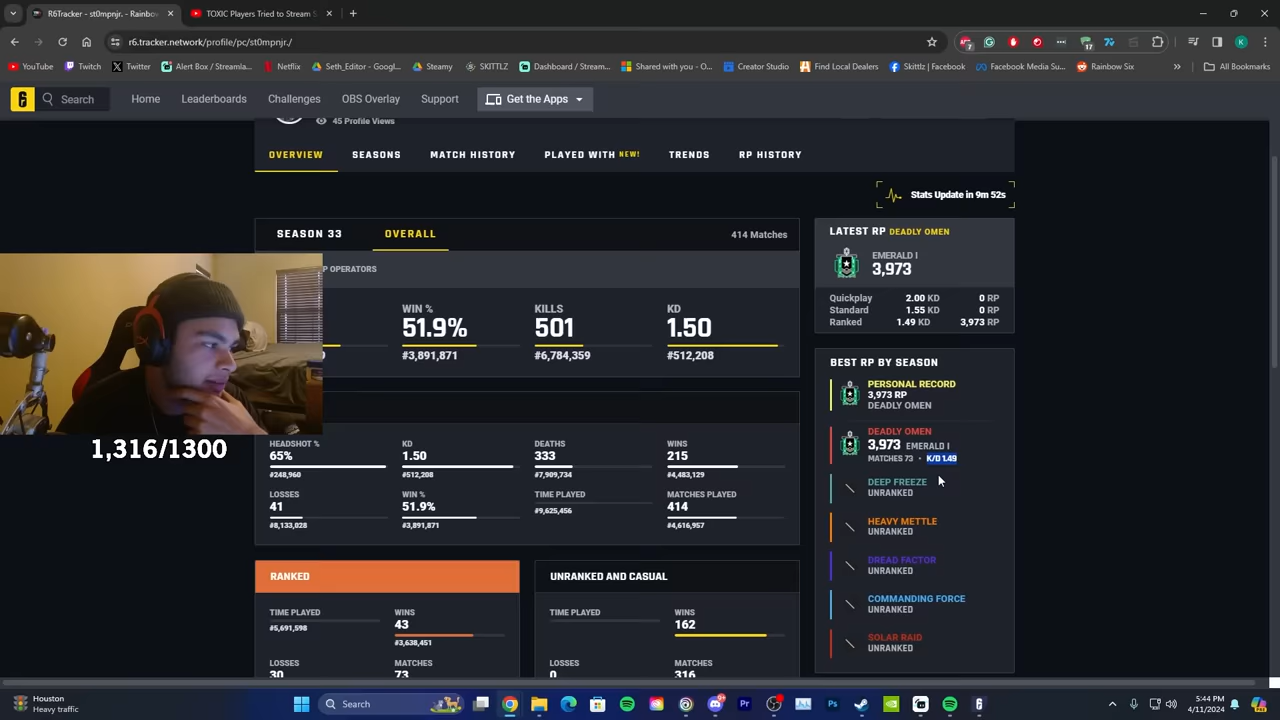 R6Tracker - st0mpnjr. - Rainbow
TOXIC Players Tried to Stream S
r6.tracker.network/profile/pc/st0mpnjr./
YouTube Twitch Twitter Alert Box / Streamla... Netflix Seth_Editor - Googl... Steamy SKITTLZ Dashboard / Stream... Shared with you - O... Creator Studio Find Local Dealers Skittlz | Facebook Meta Business Su... Rainbow Six All Bookmarks
Search Home Leaderboards Challenges OBS Overlay Support Get the Apps
45 Profile Views
OVERVIEW SEASONS MATCH HISTORY PLAYED WITH NEW! TRENDS RP HISTORY
Stats Update in 9m 52s
SEASON 33 OVERALL 414 Matches
P OPERATORS
WIN % KILLS KD
51.9% 501 1.50
#3,891,871 #6,784,359 #512,208
HEADSHOT % KD DEATHS WINS
65% 1.50 333 215
#248,960 #512,208 #7,909,734 #4,483,129
LOSSES WIN % TIME PLAYED MATCHES PLAYED
41 51.9% 414
#8,133,028 #3,891,871 #9,625,456 #4,616,957
RANKED
TIME PLAYED WINS
#5,691,598 43
#3,638,451
LOSSES MATCHES
30 73
UNRANKED AND CASUAL
TIME PLAYED WINS
162
LOSSES MATCHES
0 316
LATEST RP DEADLY OMEN
EMERALD I
3,973
Quickplay 2.00 KD 0 RP
Standard 1.55 KD 0 RP
Ranked 1.49 KD 3,973 RP
BEST RP BY SEASON
PERSONAL RECORD
3,973 RP
DEADLY OMEN
DEADLY OMEN
3,973 EMERALD I
MATCHES 73 • K/D 1.49
DEEP FREEZE
UNRANKED
HEAVY METTLE
UNRANKED
DREAD FACTOR
UNRANKED
COMMANDING FORCE
UNRANKED
SOLAR RAID
UNRANKED
1,316/1300
Houston
Heavy traffic
Search
5:44 PM
4/11/2024